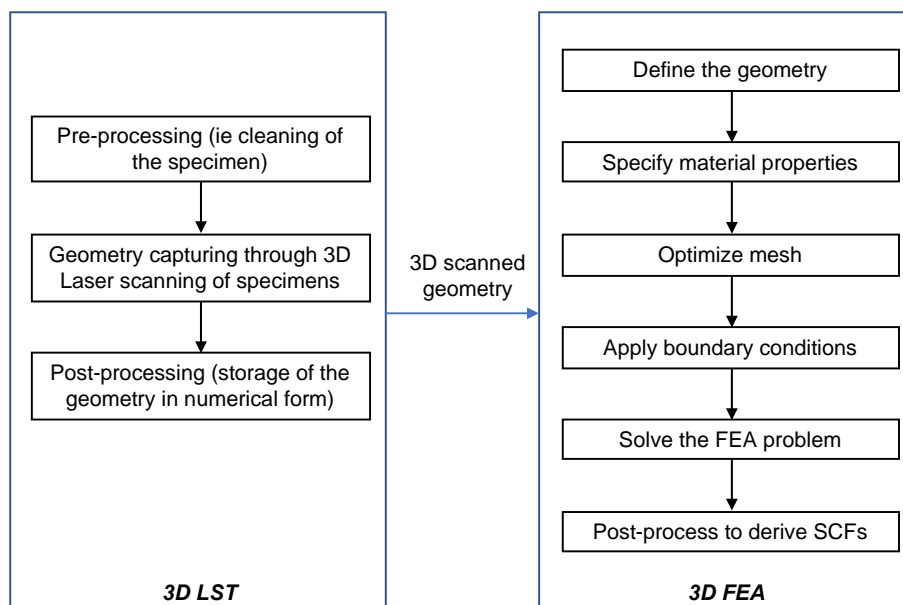 Pre-processing (ie cleaning of
the specimen)
Geometry capturing through 3D
Laser scanning of specimens
Post-processing (storage of the
geometry in numerical form)
3D LST
3D scanned
geometry
Define the geometry
Specify material properties
Optimize mesh
Apply boundary conditions
Solve the FEA problem
Post-process to derive SCFs
3D FEA